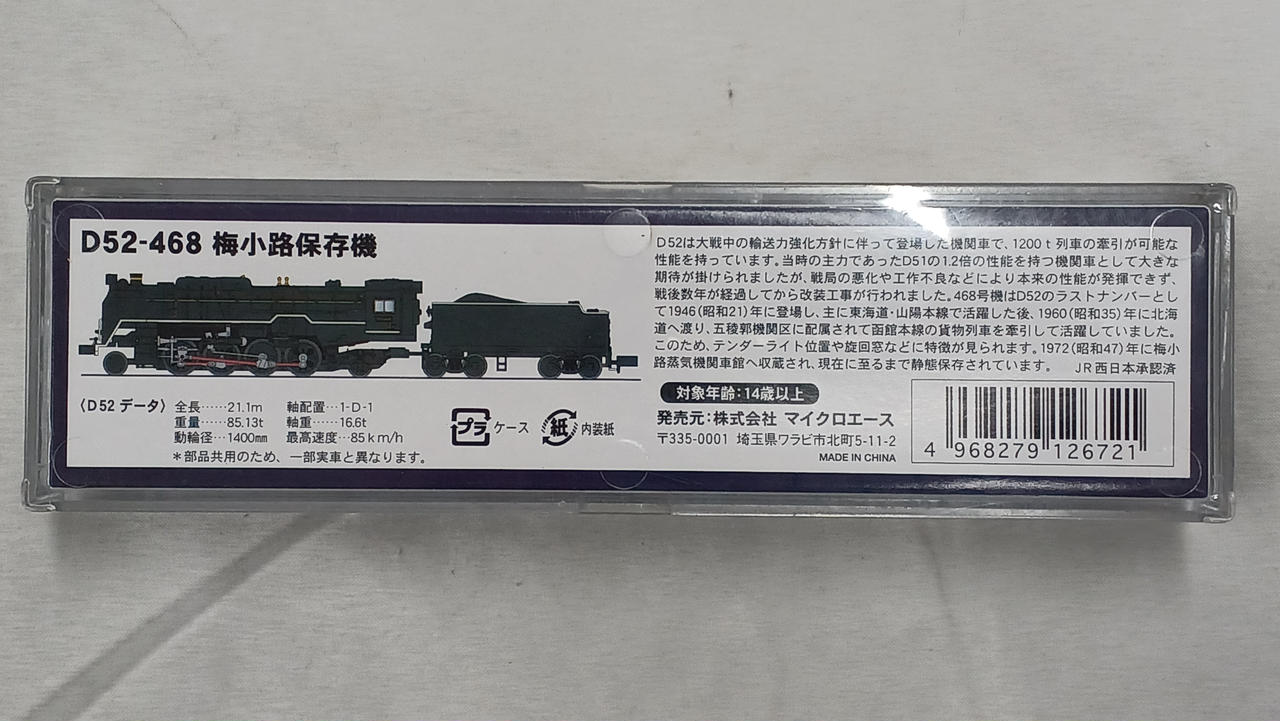 D52-468 梅小路保存機
D52は大戦中の輸送力強化方針に伴って登場した機関車で、1200t列車の牽引が可能な
性能を持っています。当時の主力であったD51の1.2倍の性能を持つ機関車として大きな
期待が掛けられましたが、戦局の悪化や工作不良などにより本来の性能が発揮できず、
戦後数年が経過してから改装工事が行われました。468号機はD52のラストナンバーとし
て1946(昭和21)年に登場し、主に東海道・山陽本線で活躍した後、1960(昭和35)年に北海
道へ渡り、五稜郭機関区に配属されて函館本線の貨物列車を牽引して活躍していました。
このため、テンダーライト位置や旋回窓などに特徴が見られます。1972(昭和47)年に梅小
路蒸気機関車館へ収蔵され、現在に至るまで静態保存されています。 JR西日本承認済
〈D52 データ〉 全長……21.1m 軸配置…1-D-1
重量……85.13t 軸重……16.6t
動輪径…1400mm 最高速度…85km/h
*部品共用のため、一部実車と異なります。
プラ ケース 紙 内装紙
対象年齢:14歳以上
発売元:株式会社 マイクロエース
〒335-0001 埼玉県ワラビ市北町5-11-2
MADE IN CHINA
4 968279 126721